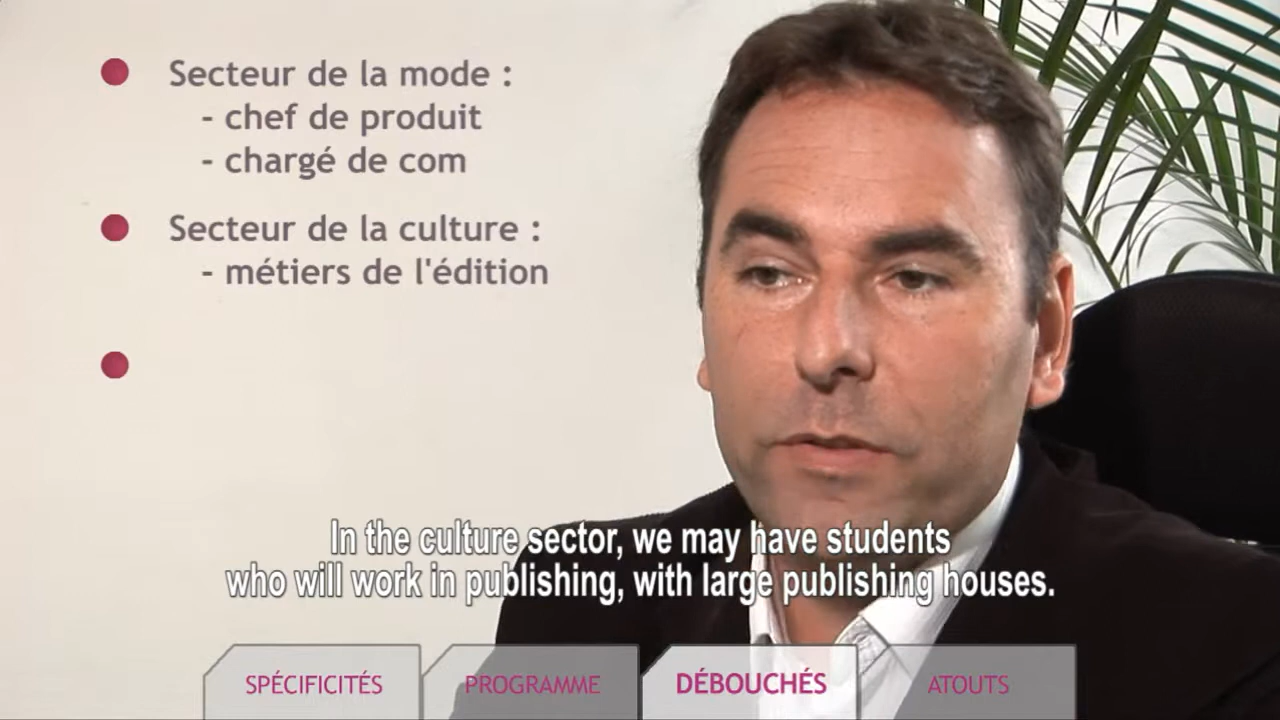 Secteur de la mode :
- chef de produit
- chargé de com
Secteur de la culture :
- métiers de l'édition
In the culture sector, we may have students
who will work in publishing, with large publishing houses.
SPÉCIFICITÉS
PROGRAMME
DÉBOUCHÉS
ATOUTS